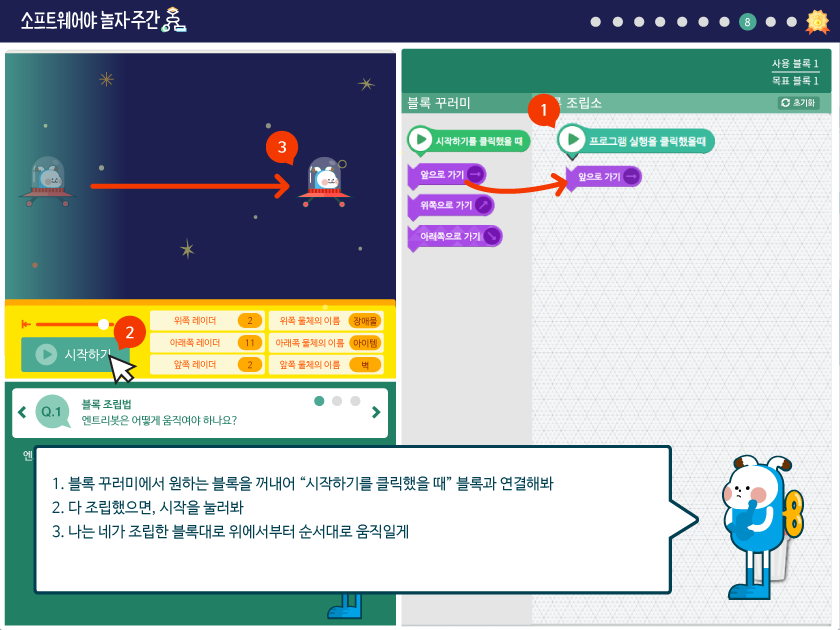 소프트웨어야 놀자·주간
8
사용 블록 1
목표 블록 1
블록 꾸러미
조립소
초기화
1
시작하기를 클릭했을 때
프로그램 실행을 클릭했을때
앞으로 가기
앞으로 가기
위쪽으로 가기
아래쪽으로 가기
3
2
시작하기
위쪽 레이더 2
위쪽 물체의 이름 장애물
아래쪽 레이더 11
아래쪽 물체의 이름 아이템
앞쪽 레이더 2
앞쪽 물체의 이름 벽
Q.1
블록 조립법
엔트리봇은 어떻게 움직여야 하나요?
엔
1. 블록 꾸러미에서 원하는 블록을 꺼내어 “시작하기를 클릭했을 때” 블록과 연결해봐
2. 다 조립했으면, 시작을 눌러봐
3. 나는 네가 조립한 블록대로 위에서부터 순서대로 움직일게